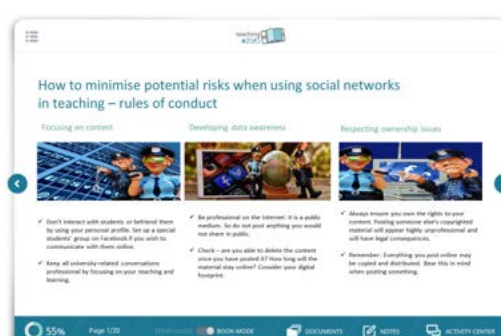 teaching
How to minimise potential risks when using social networks
in teaching – rules of conduct
Focusing on content
✓ Don't interact with students or befriend them
by using your personal profile. Set up a special
students' group on Facebook if you wish to
communicate with them online.
✓ Keep all university-related conversations
professional by focusing on your teaching and
learning.
Developing data awareness
✓ Be professional on the internet: It is a public
medium. So do not post anything you would
not share in public.
✓ Check – are you able to delete the content
once you have posted it? How long will the
material stay online? Consider your digital
footprint.
Respecting ownership issues
✓ Always ensure you own the rights to your
content. Posting someone else's copyrighted
material will appear highly unprofessional and
will have legal consequences.
✓ Remember: Everything you post online may
be copied and distributed. Bear this in mind
when posting something.
55%
Page 1/20
BOOK MODE
DOCUMENTS
NOTES
ACTIVITY CENTER